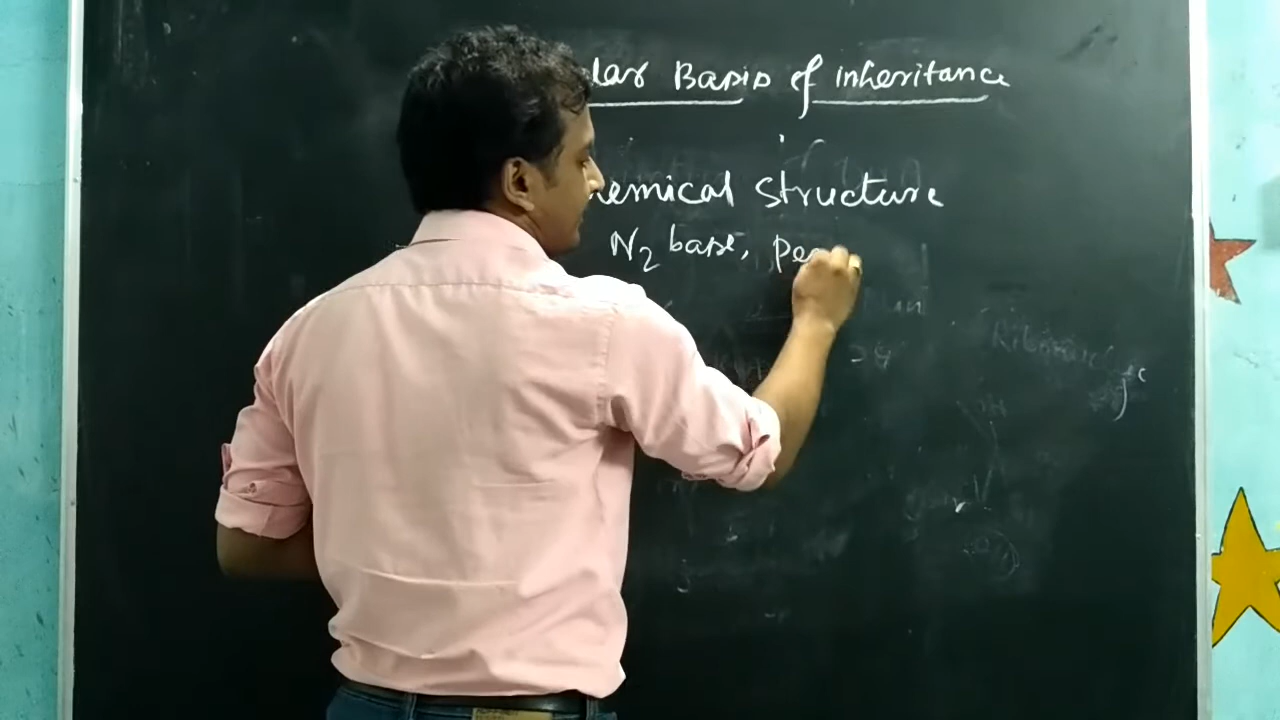 lar Basis of inheritance
hemical structure
N2 base, pe